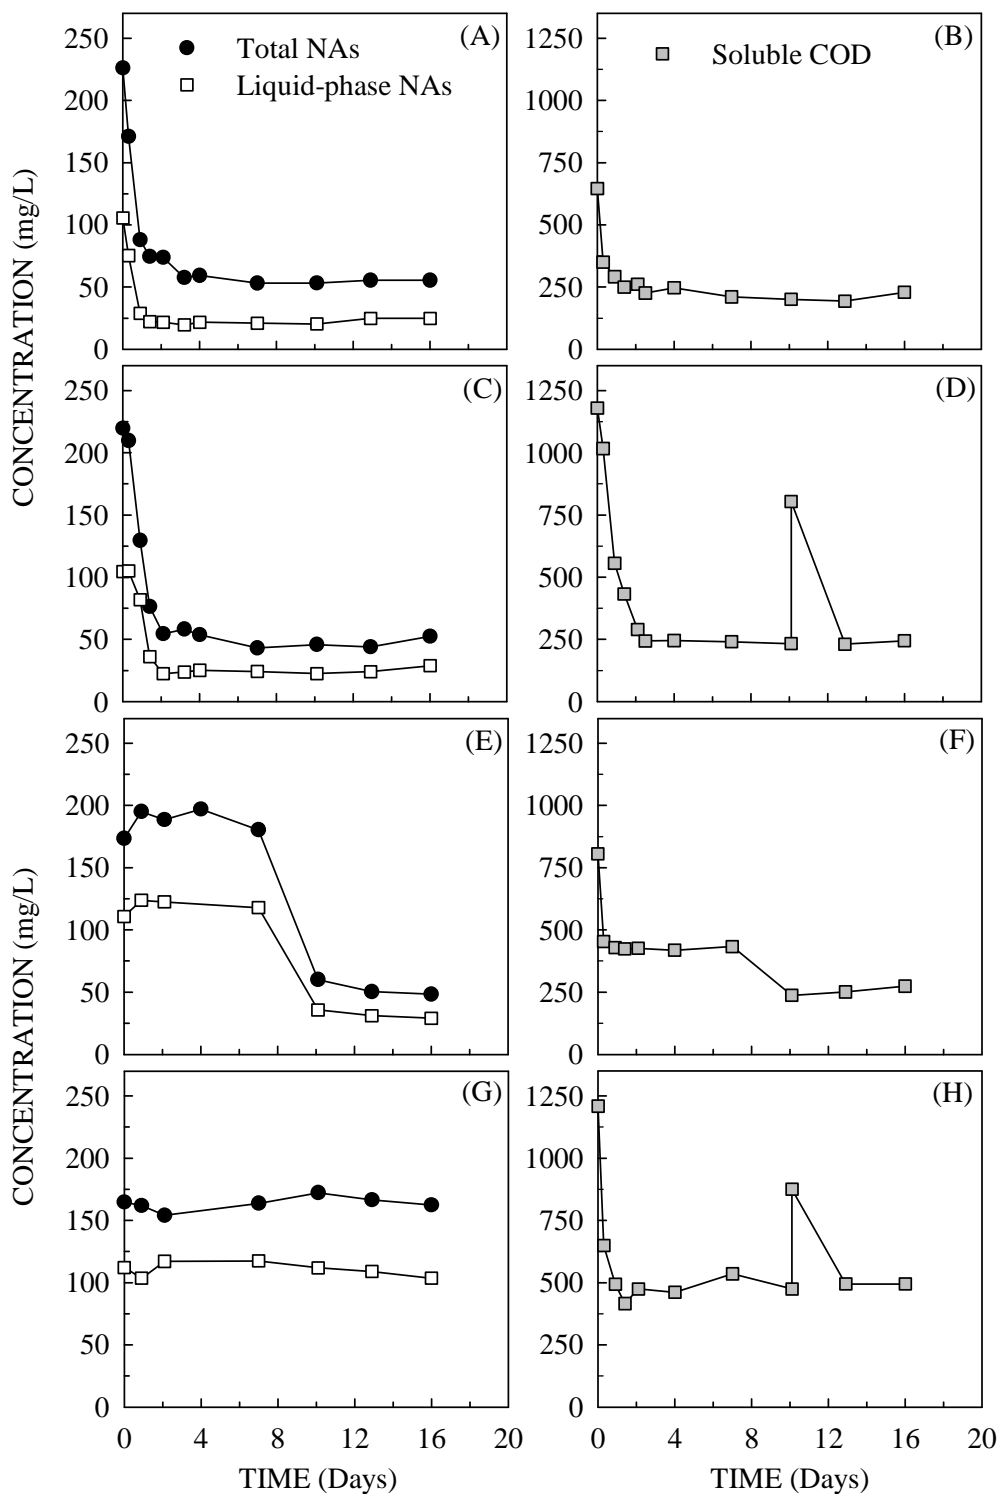 (A)
Total NAs
Liquid-phase NAs
250
200
150
100
50
0
(B)
Soluble COD
1250
1000
750
500
250
0
CONCENTRATION (mg/L)
(C)
250
200
150
100
50
0
(D)
1250
1000
750
500
250
0
(E)
250
200
150
100
50
0
(F)
1250
1000
750
500
250
0
CONCENTRATION (mg/L)
(G)
250
200
150
100
50
0
(H)
1250
1000
750
500
250
0
0 4 8 12 16 20
0 4 8 12 16 20
TIME (Days)
TIME (Days)